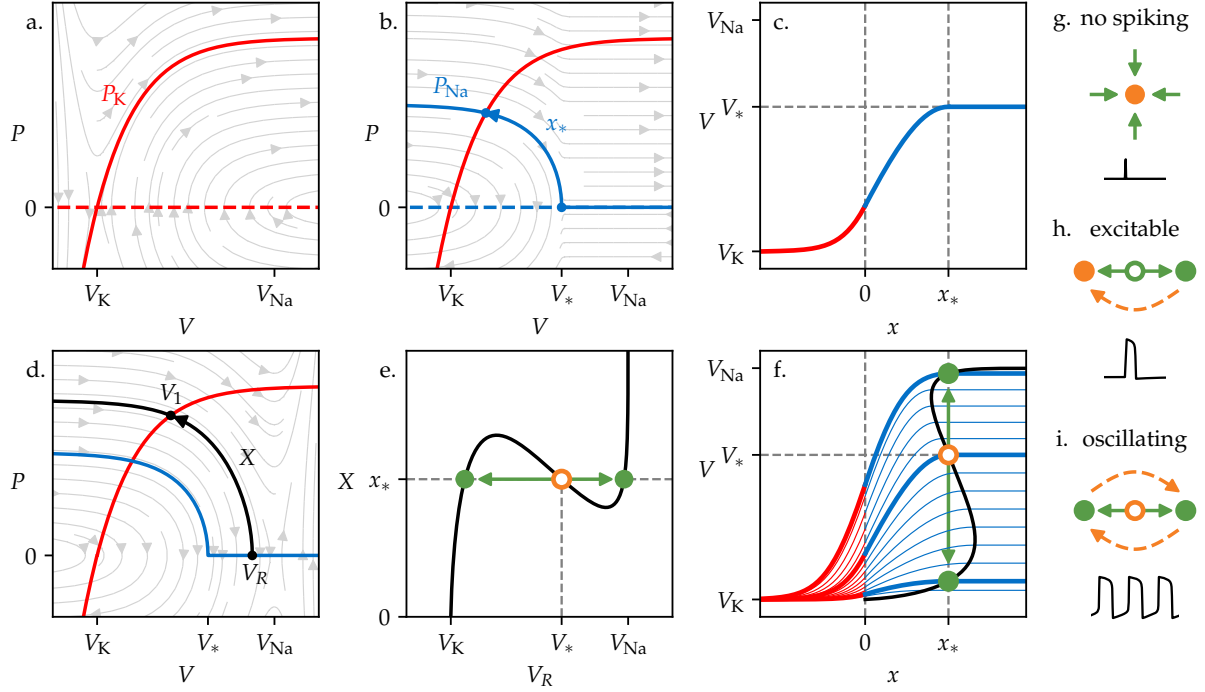 a.
P_K
P
0
V_K
V_Na
V
b.
P_Na
x_*
P
0
V_K
V_*
V_Na
V
c.
V_Na
V_*
V
V_K
0
x_*
x
g. no spiking
h. excitable
i. oscillating
d.
V_1
X
P
0
V_R
V_K
V_*
V_Na
V
e.
X
x_*
0
V_K
V_*
V_Na
V_R
f.
V_Na
V_*
V
V_K
0
x_*
x